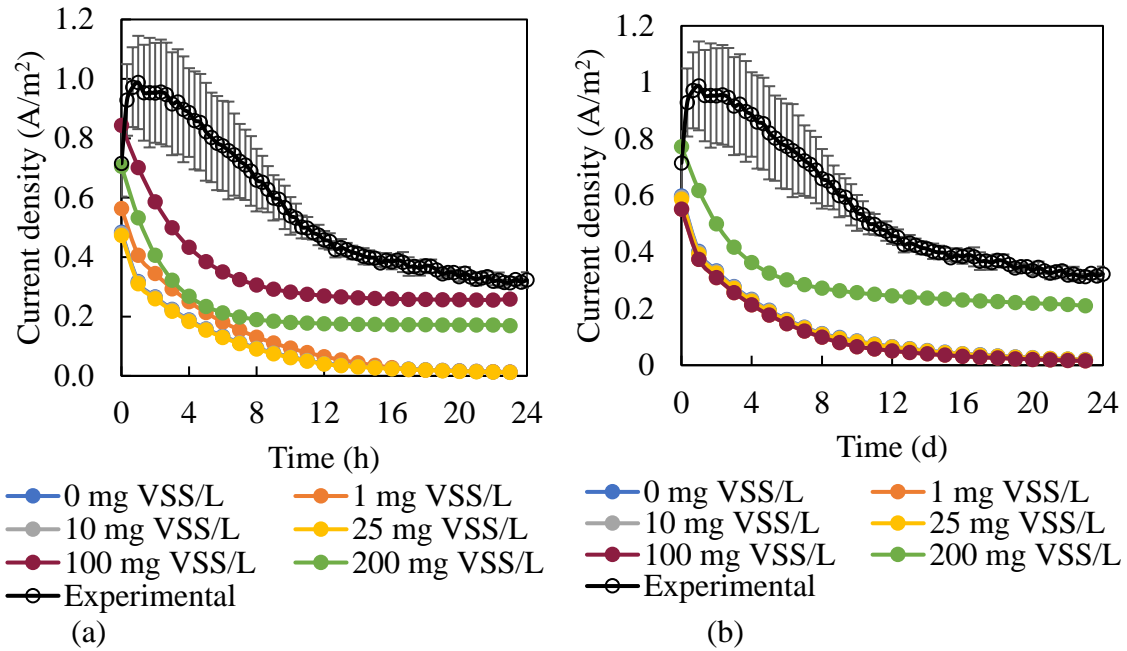 Current density (A/m²)
1.2
1.0
0.8
0.6
0.4
0.2
0.0
0 4 8 12 16 20 24
Time (h)
0 mg VSS/L 1 mg VSS/L
10 mg VSS/L 25 mg VSS/L
100 mg VSS/L 200 mg VSS/L
Experimental
(a)
Current density (A/m²)
1.2
1
0.8
0.6
0.4
0.2
0
0 4 8 12 16 20 24
Time (d)
0 mg VSS/L 1 mg VSS/L
10 mg VSS/L 25 mg VSS/L
100 mg VSS/L 200 mg VSS/L
Experimental
(b)